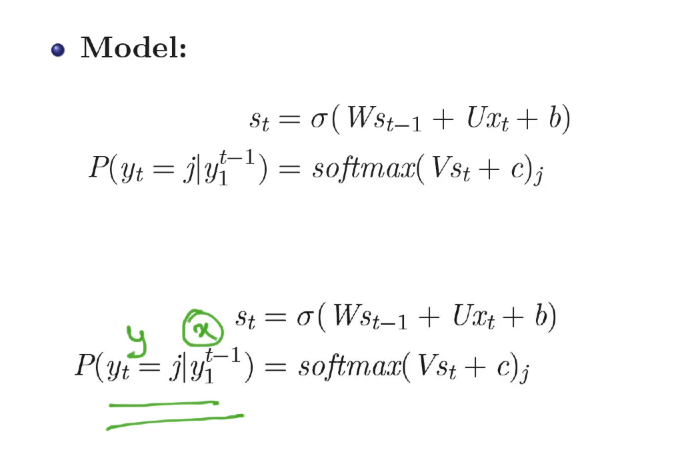 Model:
s_t = σ(Ws_{t−1} + Ux_t + b)
P(y_t = j|y_1^{t−1}) = softmax(Vs_t + c)_j
y x
s_t = σ(Ws_{t−1} + Ux_t + b)
P(y_t = j|y_1^{t−1}) = softmax(Vs_t + c)_j